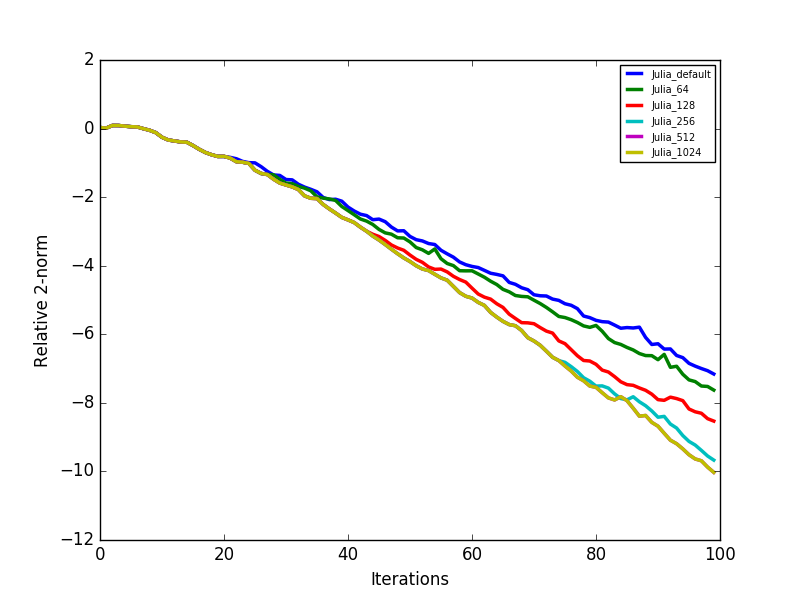 2
0
−2
−4
−6
−8
−10
−12
0 20 40 60 80 100
Iterations
Relative 2-norm
Julia_default
Julia_64
Julia_128
Julia_256
Julia_512
Julia_1024